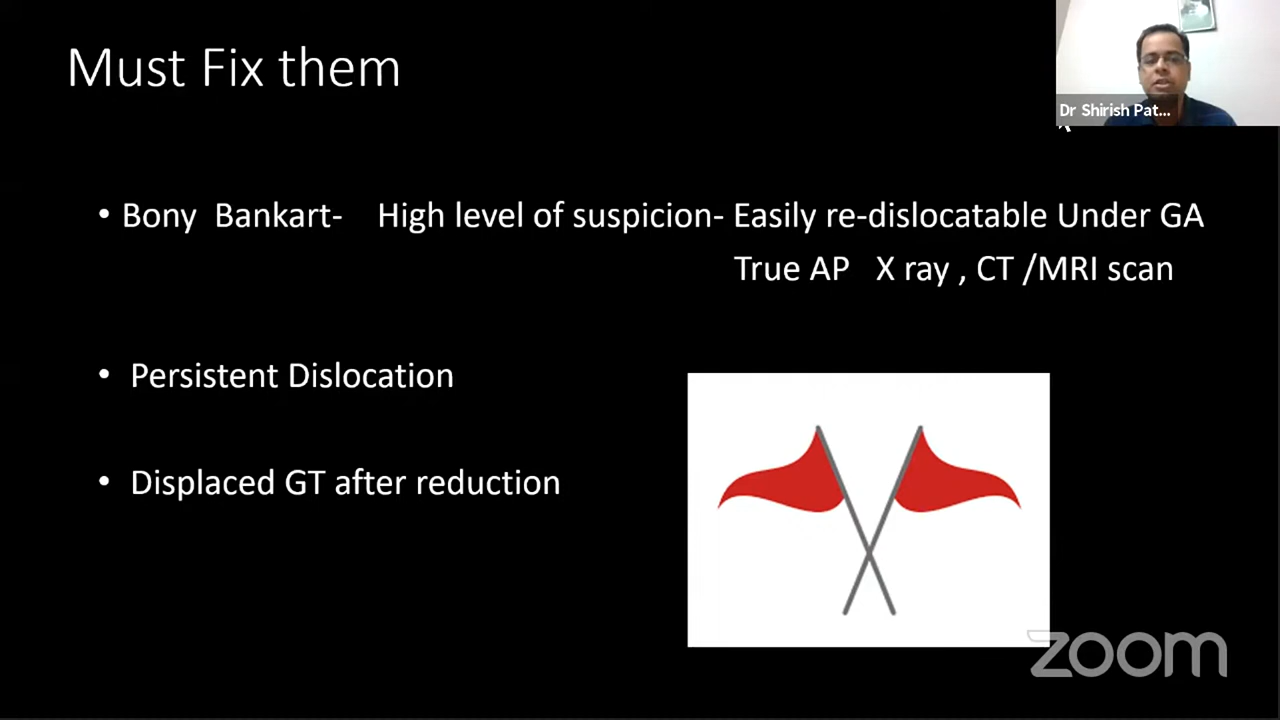 Must Fix them
Dr Shirish Pat...
• Bony Bankart- High level of suspicion- Easily re-dislocatable Under GA
True AP X ray , CT /MRI scan
• Persistent Dislocation
• Displaced GT after reduction
zoom